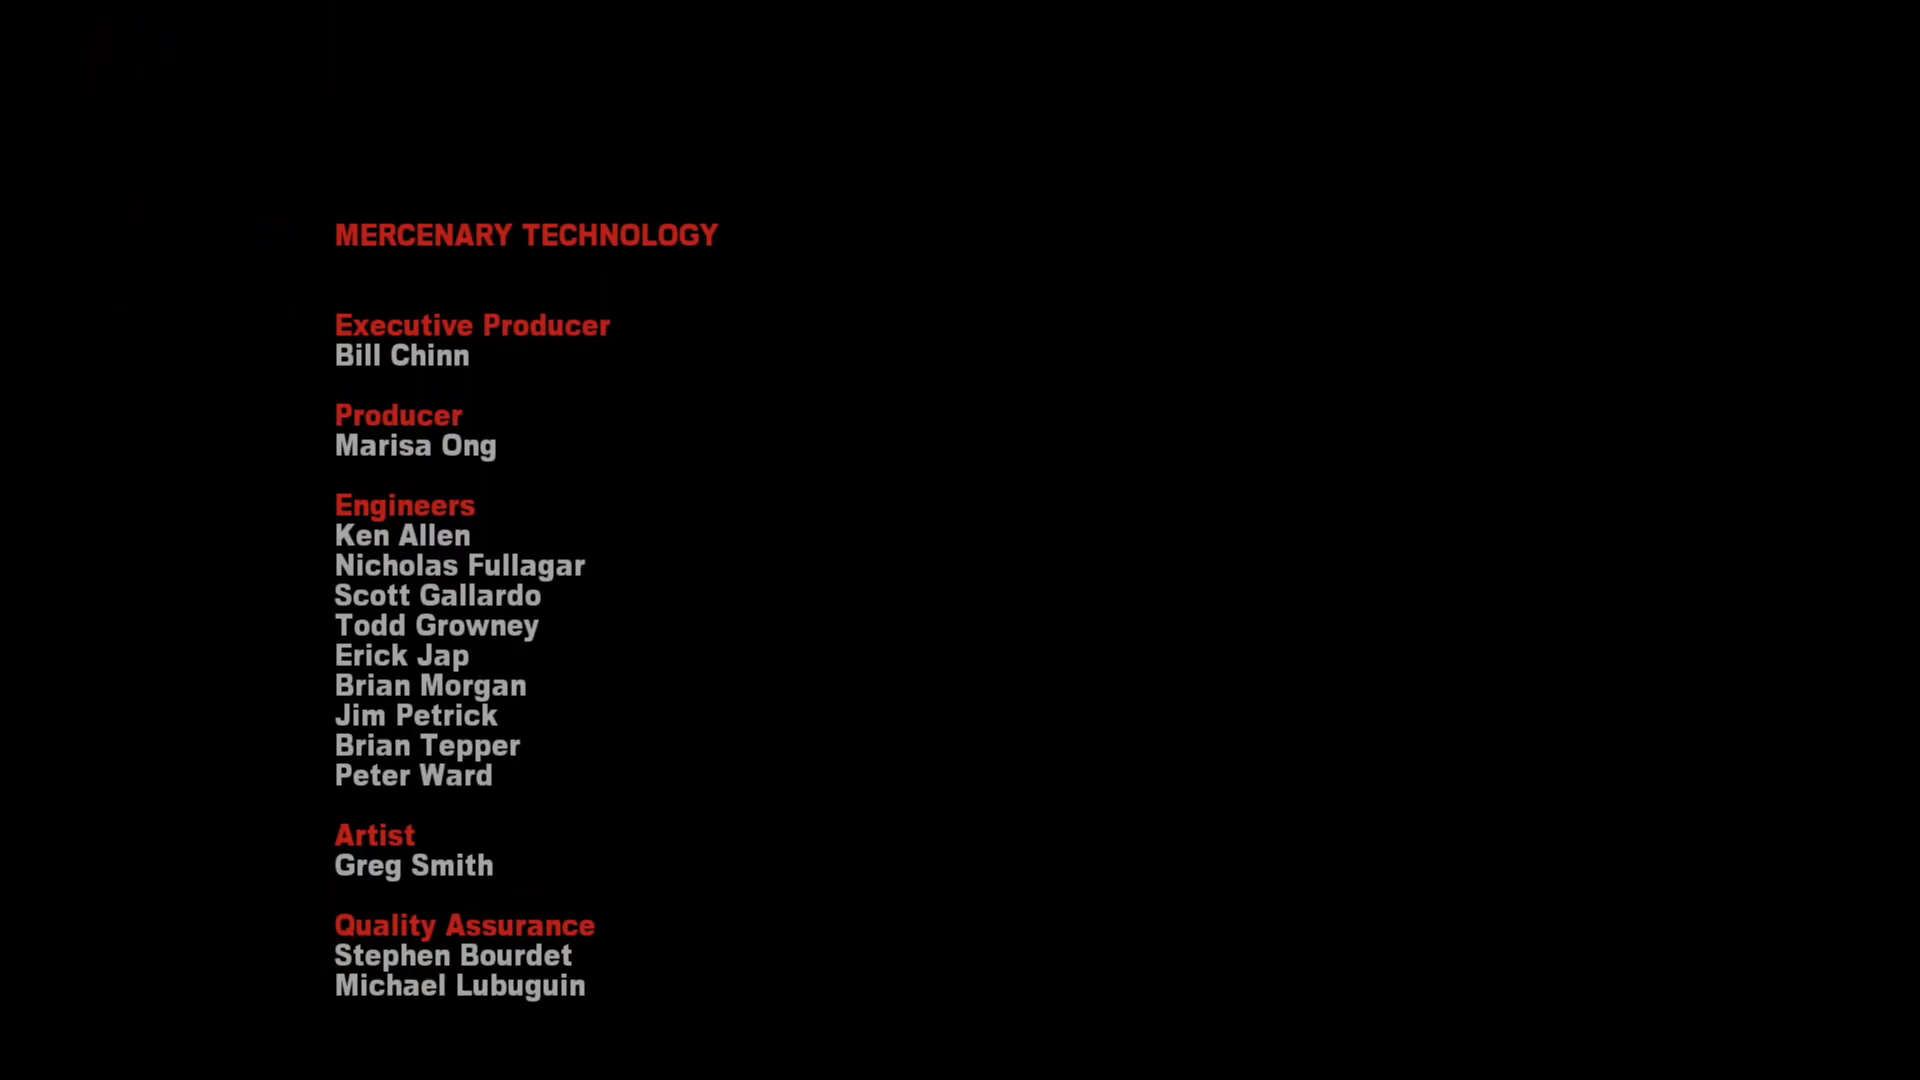 MERCENARY TECHNOLOGY
Executive Producer
Bill Chinn
Producer
Marisa Ong
Engineers
Ken Allen
Nicholas Fullagar
Scott Gallardo
Todd Growney
Erick Jap
Brian Morgan
Jim Petrick
Brian Tepper
Peter Ward
Artist
Greg Smith
Quality Assurance
Stephen Bourdet
Michael Lubuguin